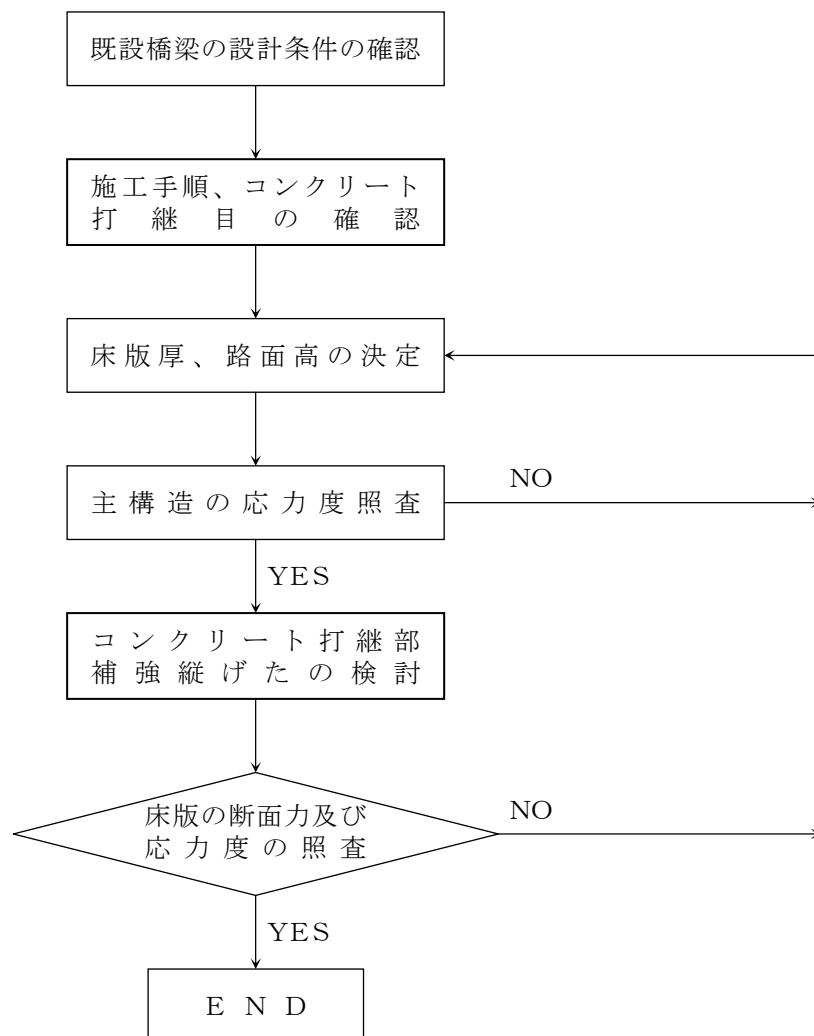 既設橋梁の設計条件の確認
施工手順、コンクリート
打継目の確認
床版厚、路面高の決定
主構造の応力度照査
NO
YES
コンクリート打継部
補強縦げたの検討
床版の断面力及び
応力度の照査
NO
YES
END